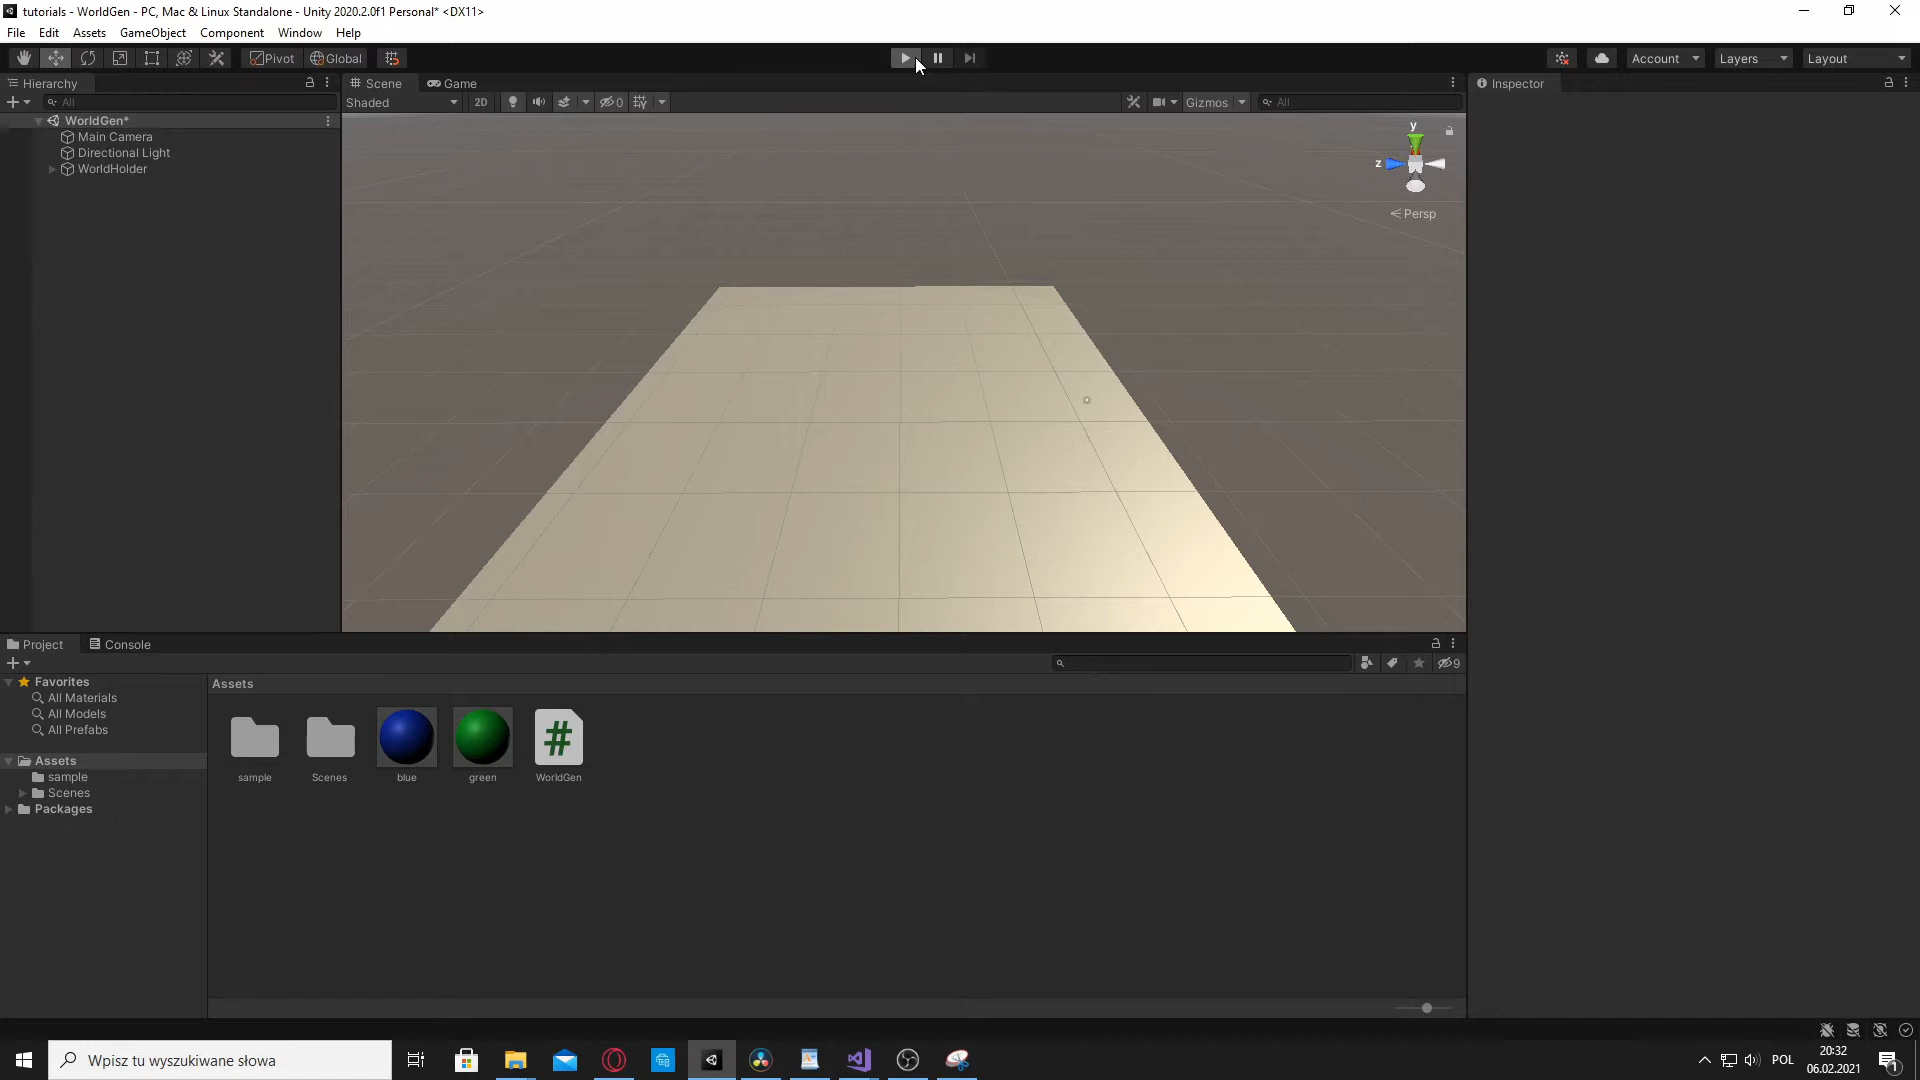 tutorials - WorldGen - PC, Mac & Linux Standalone - Unity 2020.2.0f1 Personal* <DX11>
File Edit Assets GameObject Component Window Help
Pivot Global Account Layers Layout
Hierarchy
All
WorldGen*
Main Camera
Directional Light
WorldHolder
Scene Game
Shaded 2D 0 Gizmos All
y
z
Persp
Inspector
Project Console
9
Favorites
All Materials
All Models
All Prefabs
Assets
sample
Scenes
Packages
Assets
sample Scenes blue green WorldGen
#
Wpisz tu wyszukiwane słowa
POL
20:32
06.02.2021
1